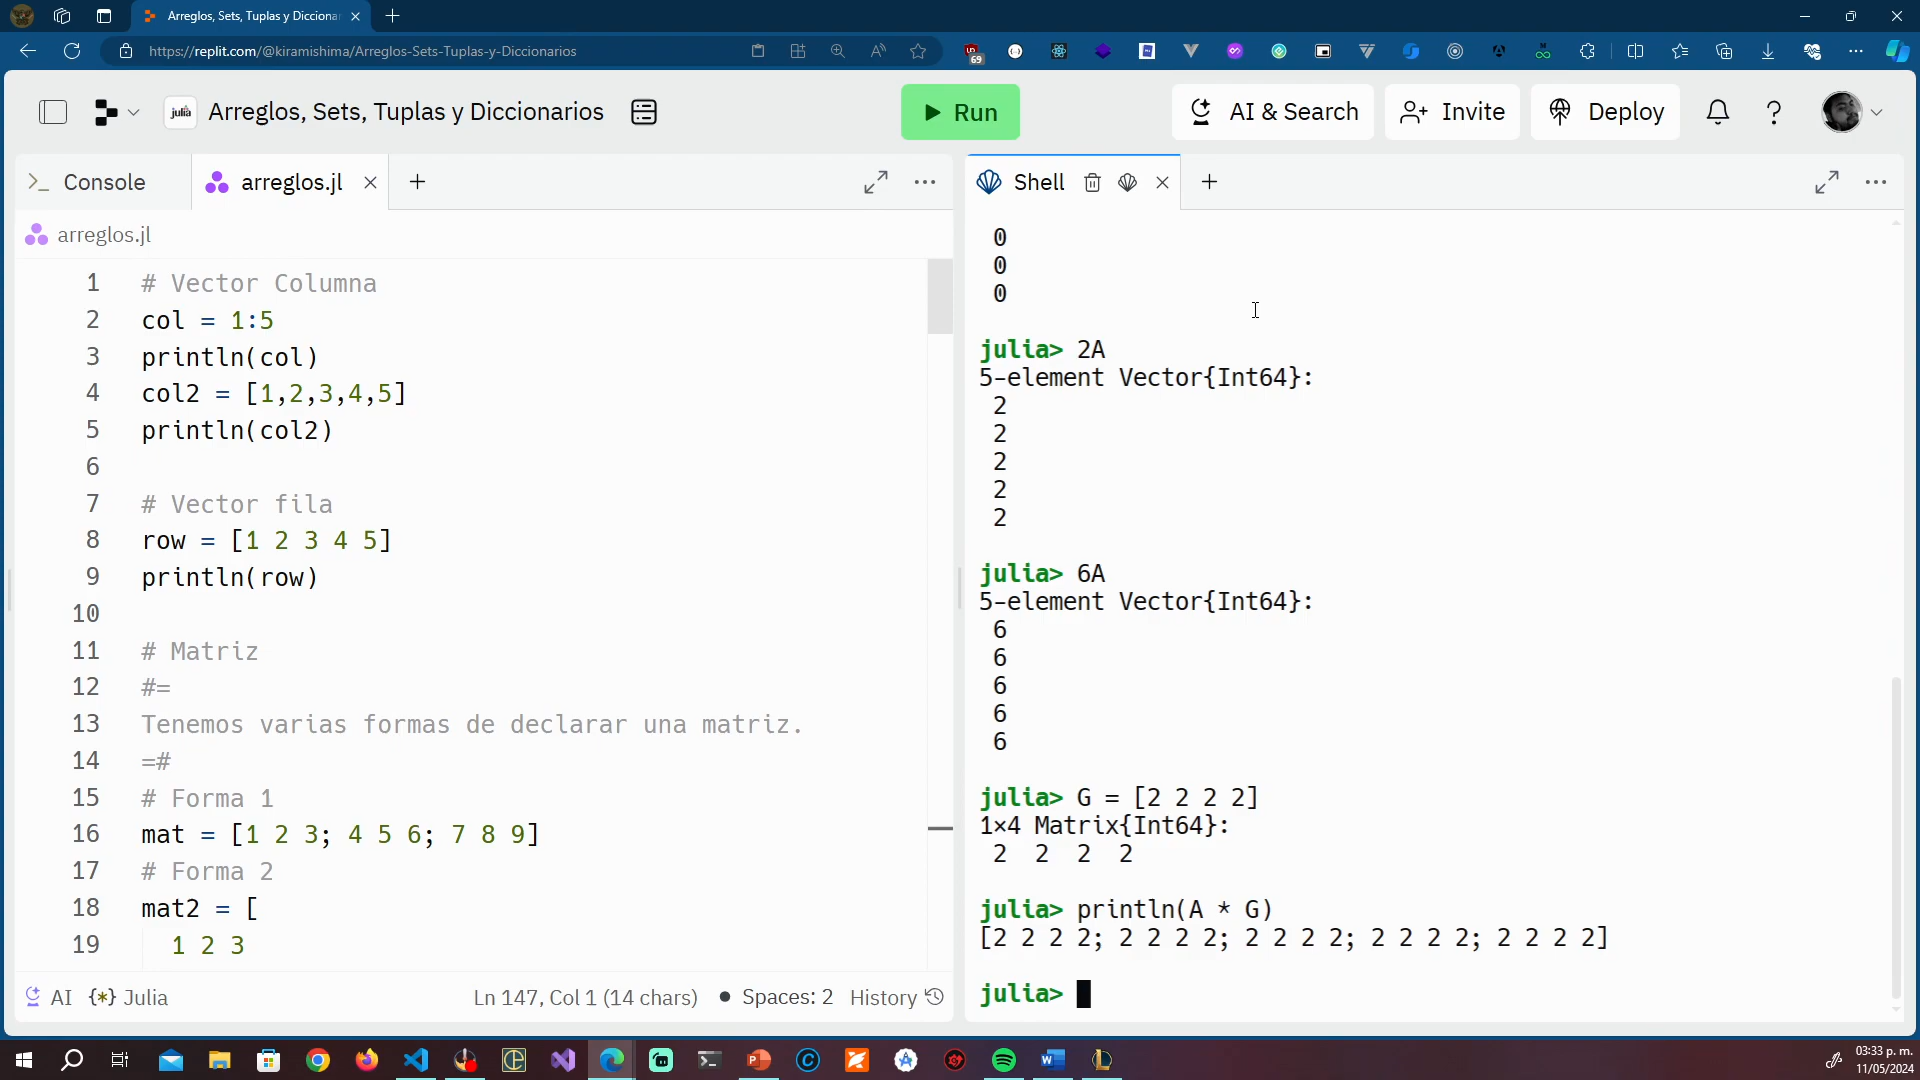 Arreglos, Sets, Tuplas y Dicciona
https://replit.com/@kiramishima/Arreglos-Sets-Tuplas-y-Diccionarios
69
julia
Arreglos, Sets, Tuplas y Diccionarios
Run
AI & Search
Invite
Deploy
Console
arreglos.jl
Shell
arreglos.jl
1 # Vector Columna
2 col = 1:5
3 println(col)
4 col2 = [1,2,3,4,5]
5 println(col2)
6
7 # Vector fila
8 row = [1 2 3 4 5]
9 println(row)
10
11 # Matriz
12 #=
13 Tenemos varias formas de declarar una matriz.
14 =#
15 # Forma 1
16 mat = [1 2 3; 4 5 6; 7 8 9]
17 # Forma 2
18 mat2 = [
19 1 2 3
AI {*} Julia
Ln 147, Col 1 (14 chars) ● Spaces: 2 History
0
0
0
julia> 2A
5-element Vector{Int64}:
2
2
2
2
2
julia> 6A
5-element Vector{Int64}:
6
6
6
6
6
julia> G = [2 2 2 2]
1×4 Matrix{Int64}:
2 2 2 2
julia> println(A * G)
[2 2 2 2; 2 2 2 2; 2 2 2 2; 2 2 2 2; 2 2 2 2]
julia>
03:33 p. m.
11/05/2024